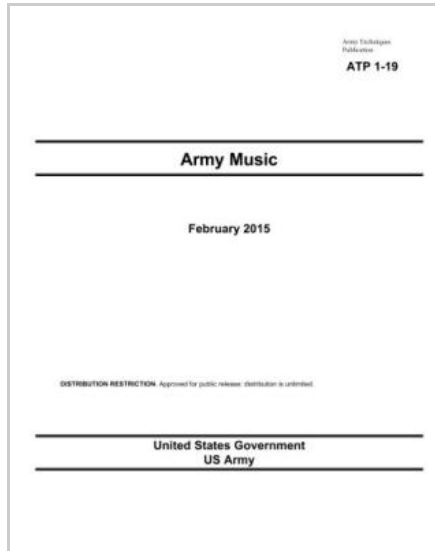 Army Techniques
Publication
ATP 1-19
Army Music
February 2015
DISTRIBUTION RESTRICTION. Approved for public release: distribution is unlimited.
United States Government
US Army